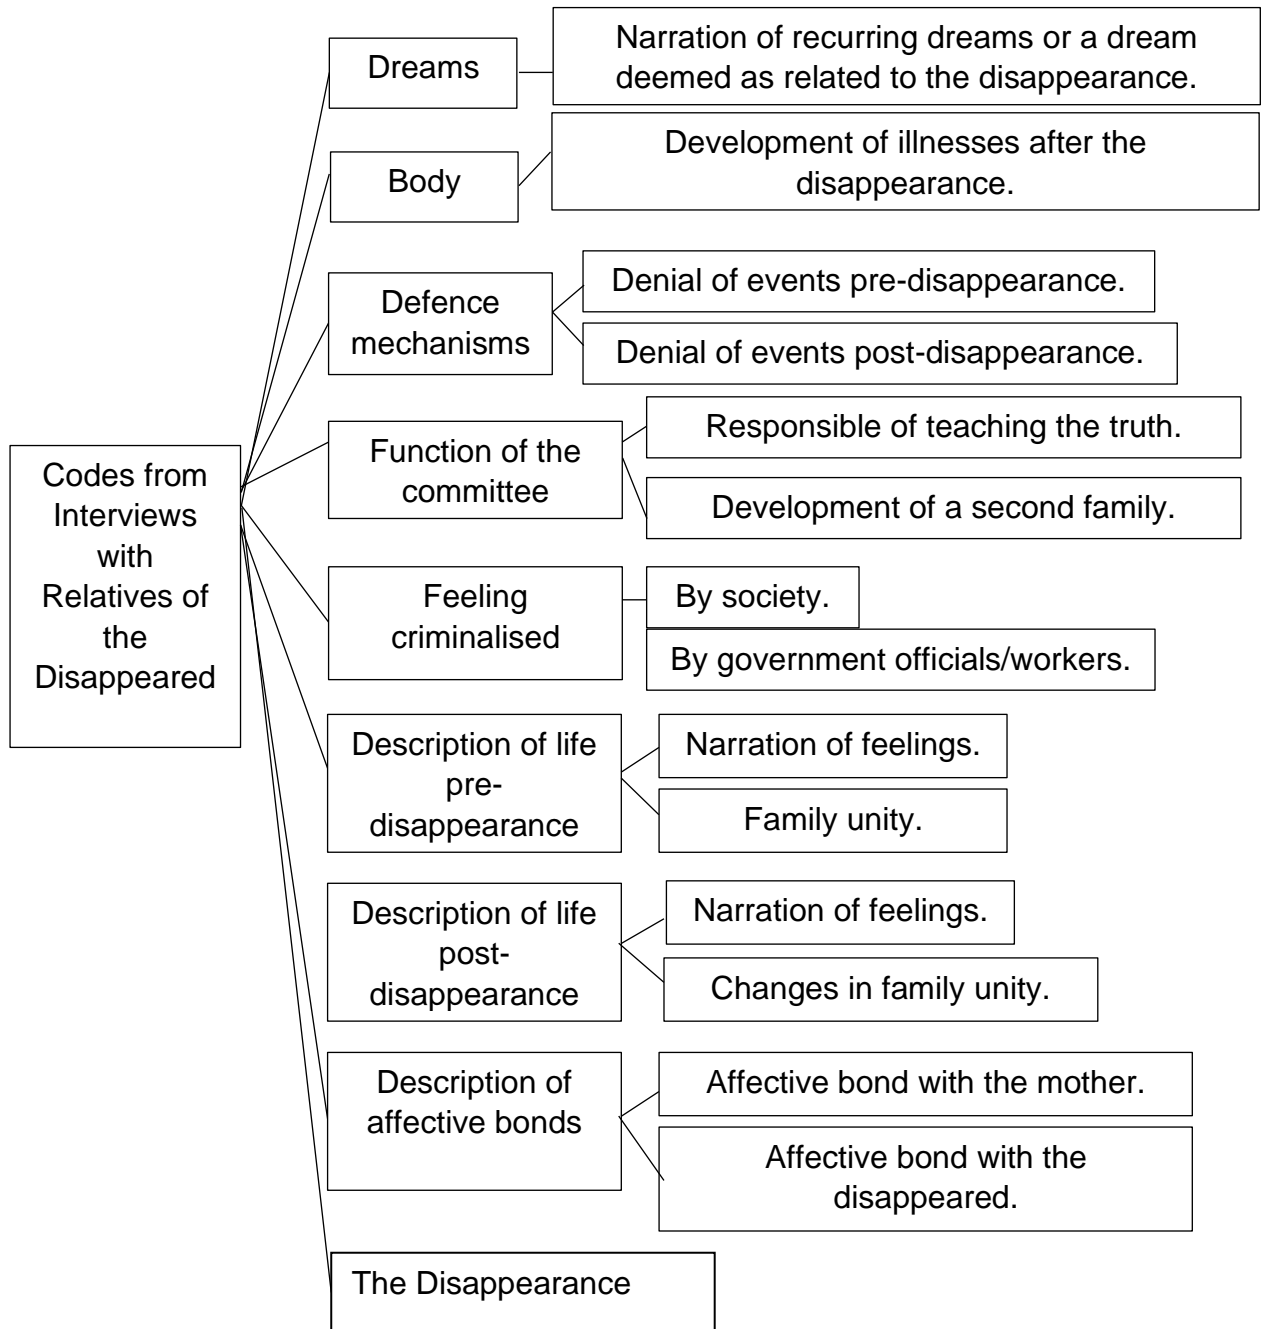 Dreams
Narration of recurring dreams or a dream
deemed as related to the disappearance.
Body
Development of illnesses after the
disappearance.
Defence
mechanisms
Denial of events pre-disappearance.
Denial of events post-disappearance.
Codes from
Interviews
with
Relatives of
the
Disappeared
Function of the
committee
Responsible of teaching the truth.
Development of a second family.
Feeling
criminalised
By society.
By government officials/workers.
Description of life
pre-
disappearance
Narration of feelings.
Family unity.
Description of life
post-
disappearance
Narration of feelings.
Changes in family unity.
Description of
affective bonds
Affective bond with the mother.
Affective bond with the
disappeared.
The Disappearance